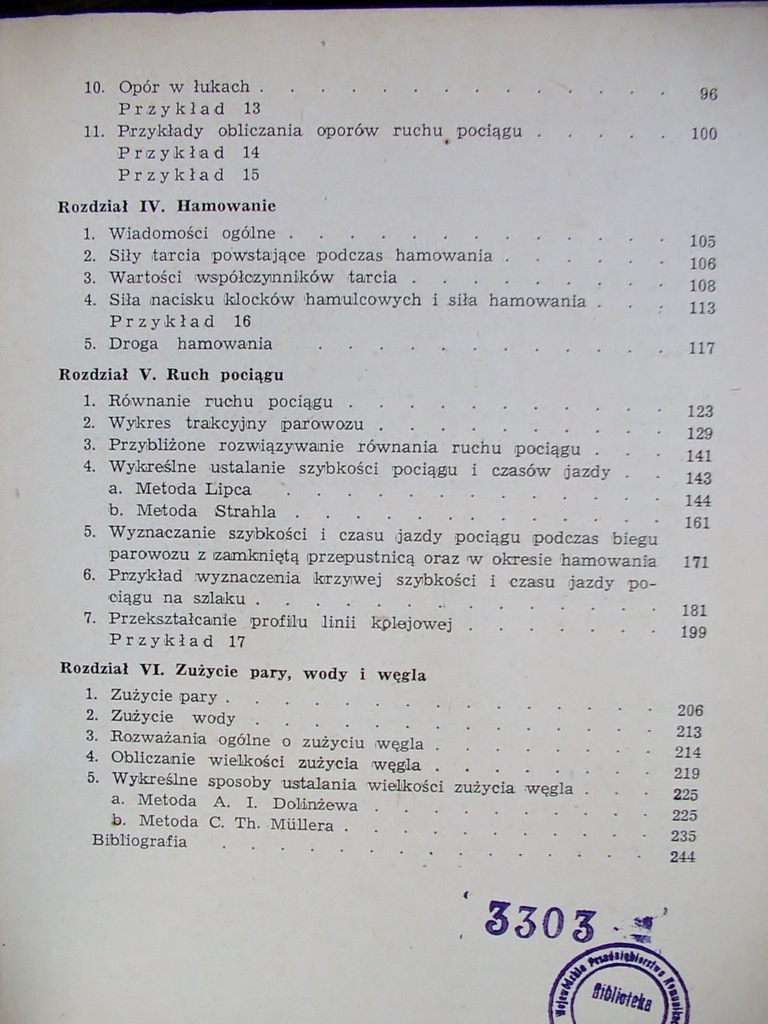 10. Opór w łukach . . . . . . . . . . . . . . 96
Przykład 13
11. Przykłady obliczania oporów ruchu pociągu . . . . . 100
Przykład 14
Przykład 15
Rozdział IV. Hamowanie
1. Wiadomości ogólne . . . . . . . . . . . . . . 105
2. Siły tarcia powstające podczas hamowania . . . . . . 106
3. Wartości współczynników tarcia . . . . . . . . . 108
4. Siła nacisku klocków hamulcowych i siła hamowania . . . 113
Przykład 16
5. Droga hamowania . . . . . . . . . . . . . 117
Rozdział V. Ruch pociągu
1. Równanie ruchu pociągu . . . . . . . . . . . . 123
2. Wykres trakcyjny parowozu . . . . . . . . . . . 129
3. Przybliżone rozwiązywanie równania ruchu pociągu . . . 141
4. Wykreślne ustalanie szybkości pociągu i czasów jazdy . . 143
a. Metoda Lipca . . . . . . . . . . . . . . 144
b. Metoda Strahla . . . . . . . . . . . . . 161
5. Wyznaczanie szybkości i czasu jazdy pociągu podczas biegu
parowozu z zamkniętą przepustnicą oraz w okresie hamowania 171
6. Przykład wyznaczenia krzywej szybkości i czasu jazdy po-
ciągu na szlaku . . . . . . . . . . . . . . . 181
7. Przekształcanie profilu linii kolejowej . . . . . . . 199
Przykład 17
Rozdział VI. Zużycie pary, wody i węgla
1. Zużycie pary . . . . . . . . . . . . . . . . 206
2. Zużycie wody . . . . . . . . . . . . . . . 213
3. Rozważania ogólne o zużyciu węgla . . . . . . . . 214
4. Obliczanie wielkości zużycia węgla . . . . . . . . 219
5. Wykreślne sposoby ustalania wielkości zużycia węgla . . . 225
a. Metoda A. I. Dolinżewa . . . . . . . . . . . 225
b. Metoda C. Th. Müllera . . . . . . . . . . . . 235
Bibliografia . . . . . . . . . . . . . . . . 244
3303
Wojewódzkie Przedsiębiorstwo
Biblioteka